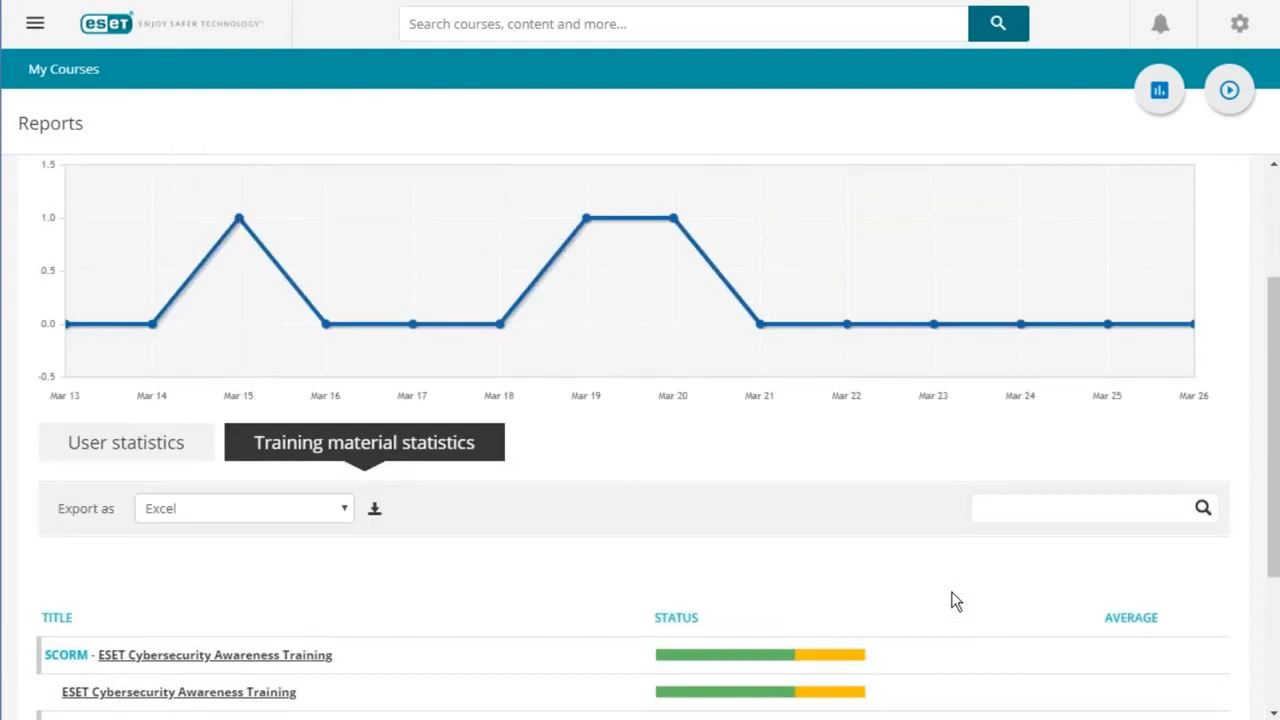 eset ENJOY SAFER TECHNOLOGY™
Search courses, content and more...
My Courses
Reports
1.5
1.0
0.5
0.0
-0.5
Mar 13 Mar 14 Mar 15 Mar 16 Mar 17 Mar 18 Mar 19 Mar 20 Mar 21 Mar 22 Mar 23 Mar 24 Mar 25 Mar 26
User statistics Training material statistics
Export as Excel
TITLE STATUS AVERAGE
SCORM - ESET Cybersecurity Awareness Training
ESET Cybersecurity Awareness Training